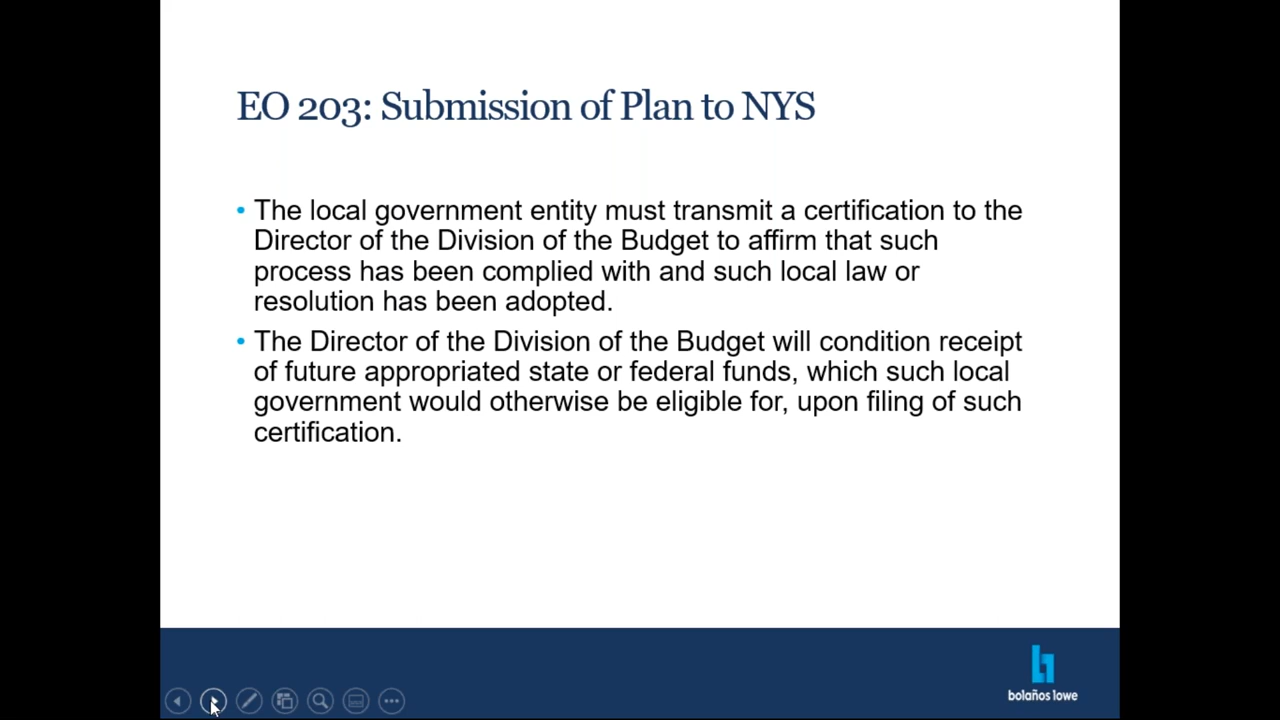 EO 203: Submission of Plan to NYS
• The local government entity must transmit a certification to the
Director of the Division of the Budget to affirm that such
process has been complied with and such local law or
resolution has been adopted.
• The Director of the Division of the Budget will condition receipt
of future appropriated state or federal funds, which such local
government would otherwise be eligible for, upon filing of such
certification.
bolaños lowe